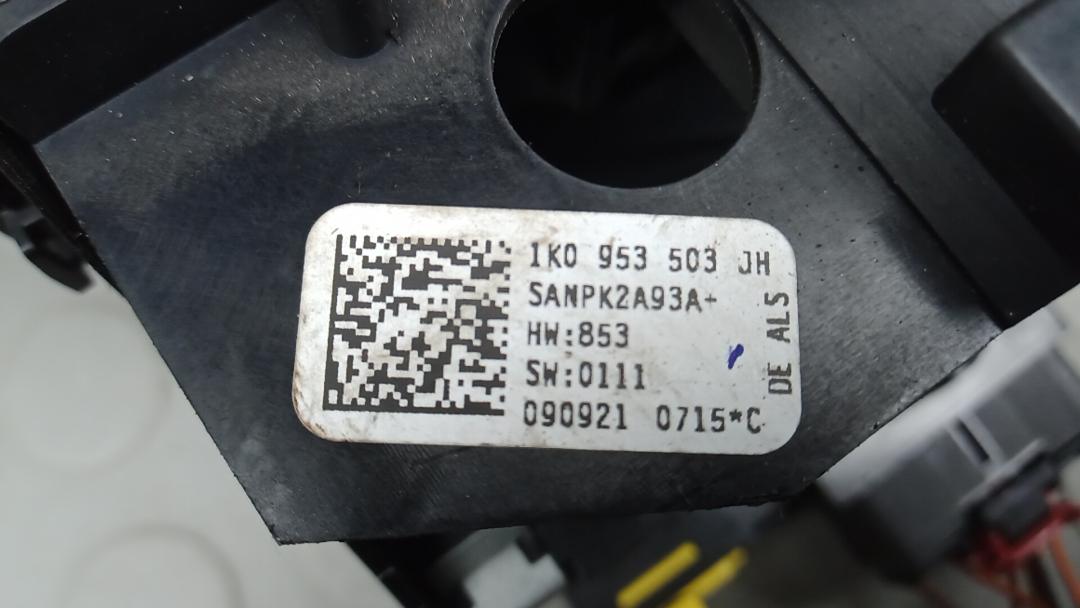 1K0 953 503 JH
SANPK2A93A+
HW:853
SW:0111
090921 0715*C
DE ALS